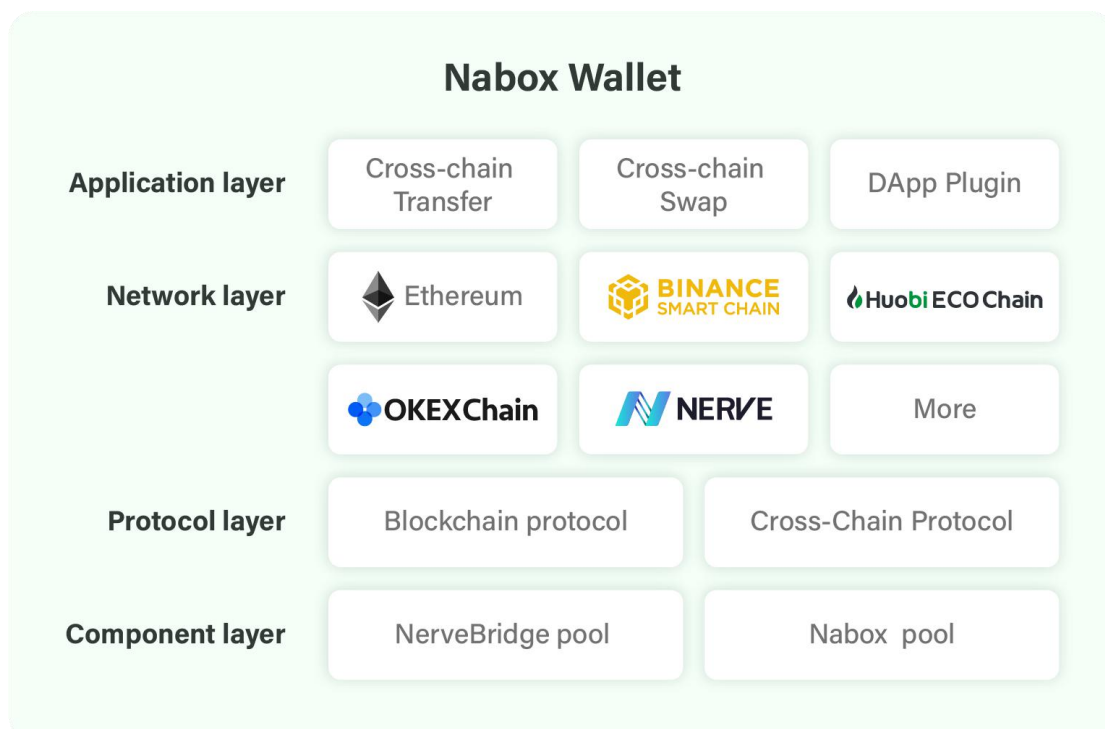 Nabox Wallet
Application layer
Cross-chain
Transfer
Cross-chain
Swap
DApp Plugin
Network layer
Ethereum
BINANCE
SMART CHAIN
Huobi ECO Chain
OKEXChain
NERVE
More
Protocol layer
Blockchain protocol
Cross-Chain Protocol
Component layer
NerveBridge pool
Nabox pool